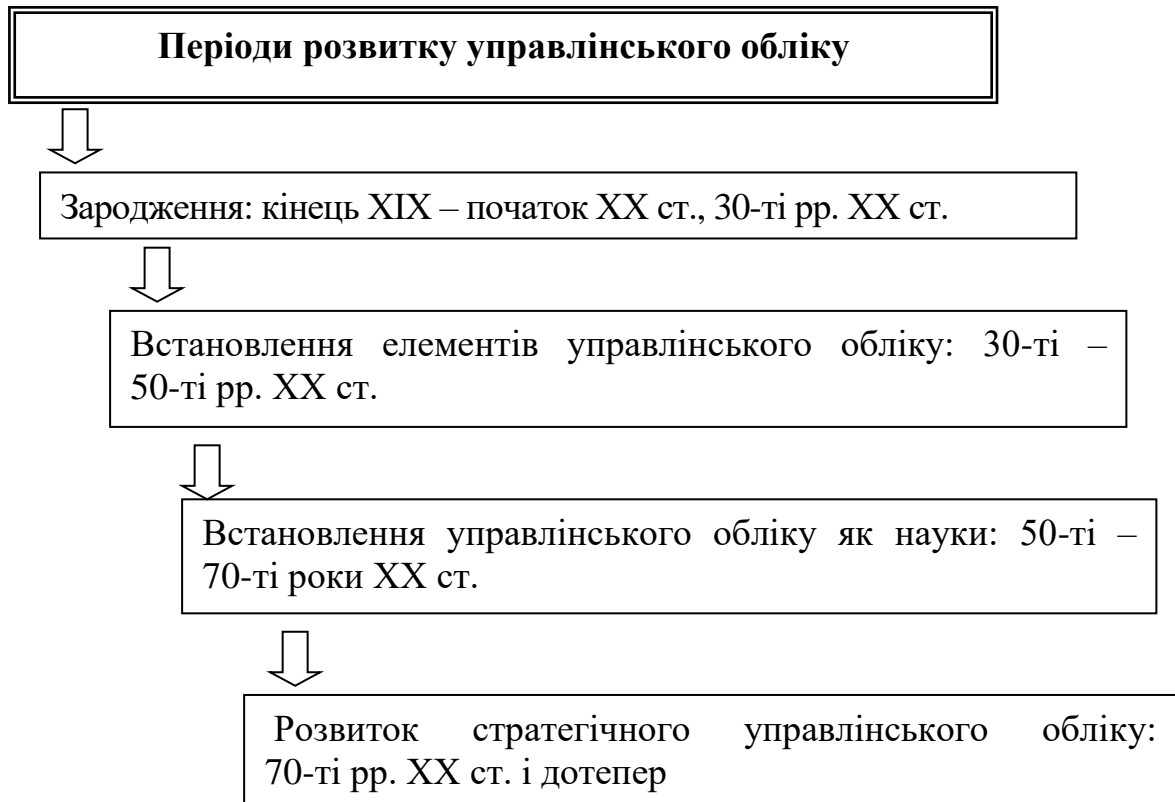 Періоди розвитку управлінського обліку
Зародження: кінець XIX – початок XX ст., 30-ті рр. XX ст.
Встановлення елементів управлінського обліку: 30-ті –
50-ті рр. XX ст.
Встановлення управлінського обліку як науки: 50-ті –
70-ті роки XX ст.
Розвиток стратегічного управлінського обліку:
70-ті рр. XX ст. і дотепер